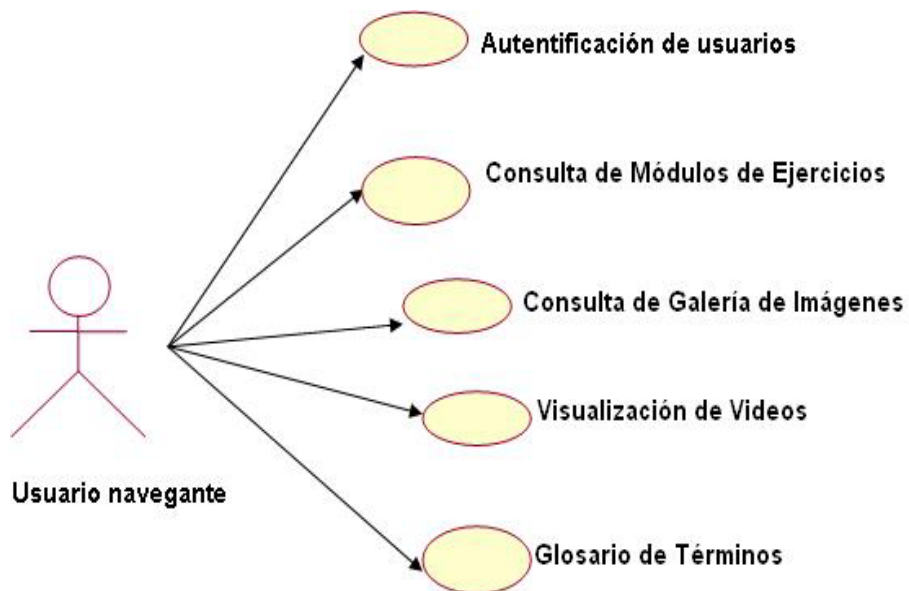 Autentificación de usuarios
Consulta de Módulos de Ejercicios
Consulta de Galería de Imágenes
Visualización de Videos
Usuario navegante
Glosario de Términos